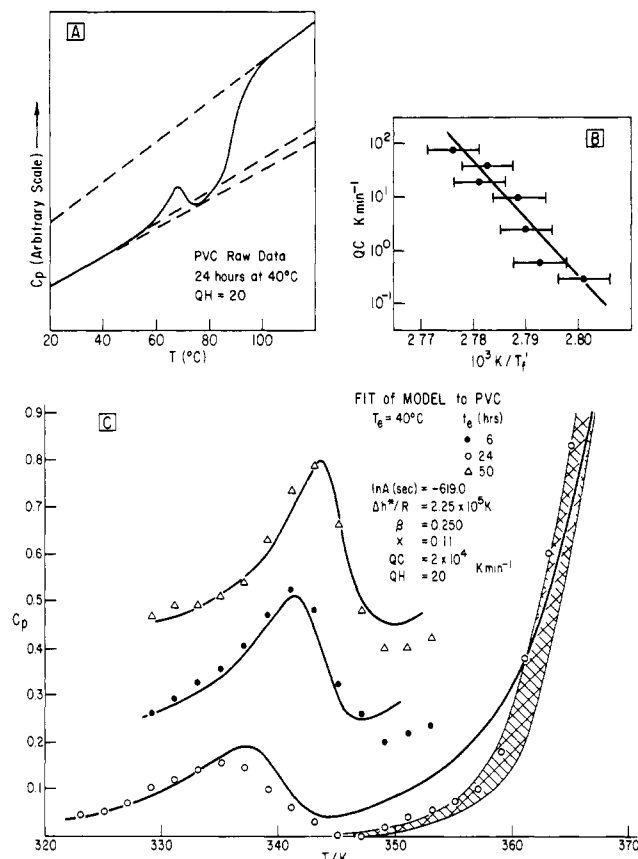 A
Cp (Arbitrary Scale)
PVC Raw Data
24 hours at 40°C
QH = 20
20 40 60 80 100
T (°C)
B
QC K min⁻¹
10²
10¹
10⁰
10⁻¹
2.77 2.78 2.79 2.80
10³ K/T_f'
C
FIT of MODEL to PVC
T_e = 40°C t_e (hrs)
● 6
○ 24
△ 50
lnA (sec) = -619.0
Δh*/R = 2.25 x 10⁵K
β = 0.250
x = 0.11
QC = 2 x 10⁴ K min⁻¹
QH = 20
Cp
0.9
0.8
0.7
0.6
0.5
0.4
0.3
0.2
0.1
320 330 340 350 360 370
T/K